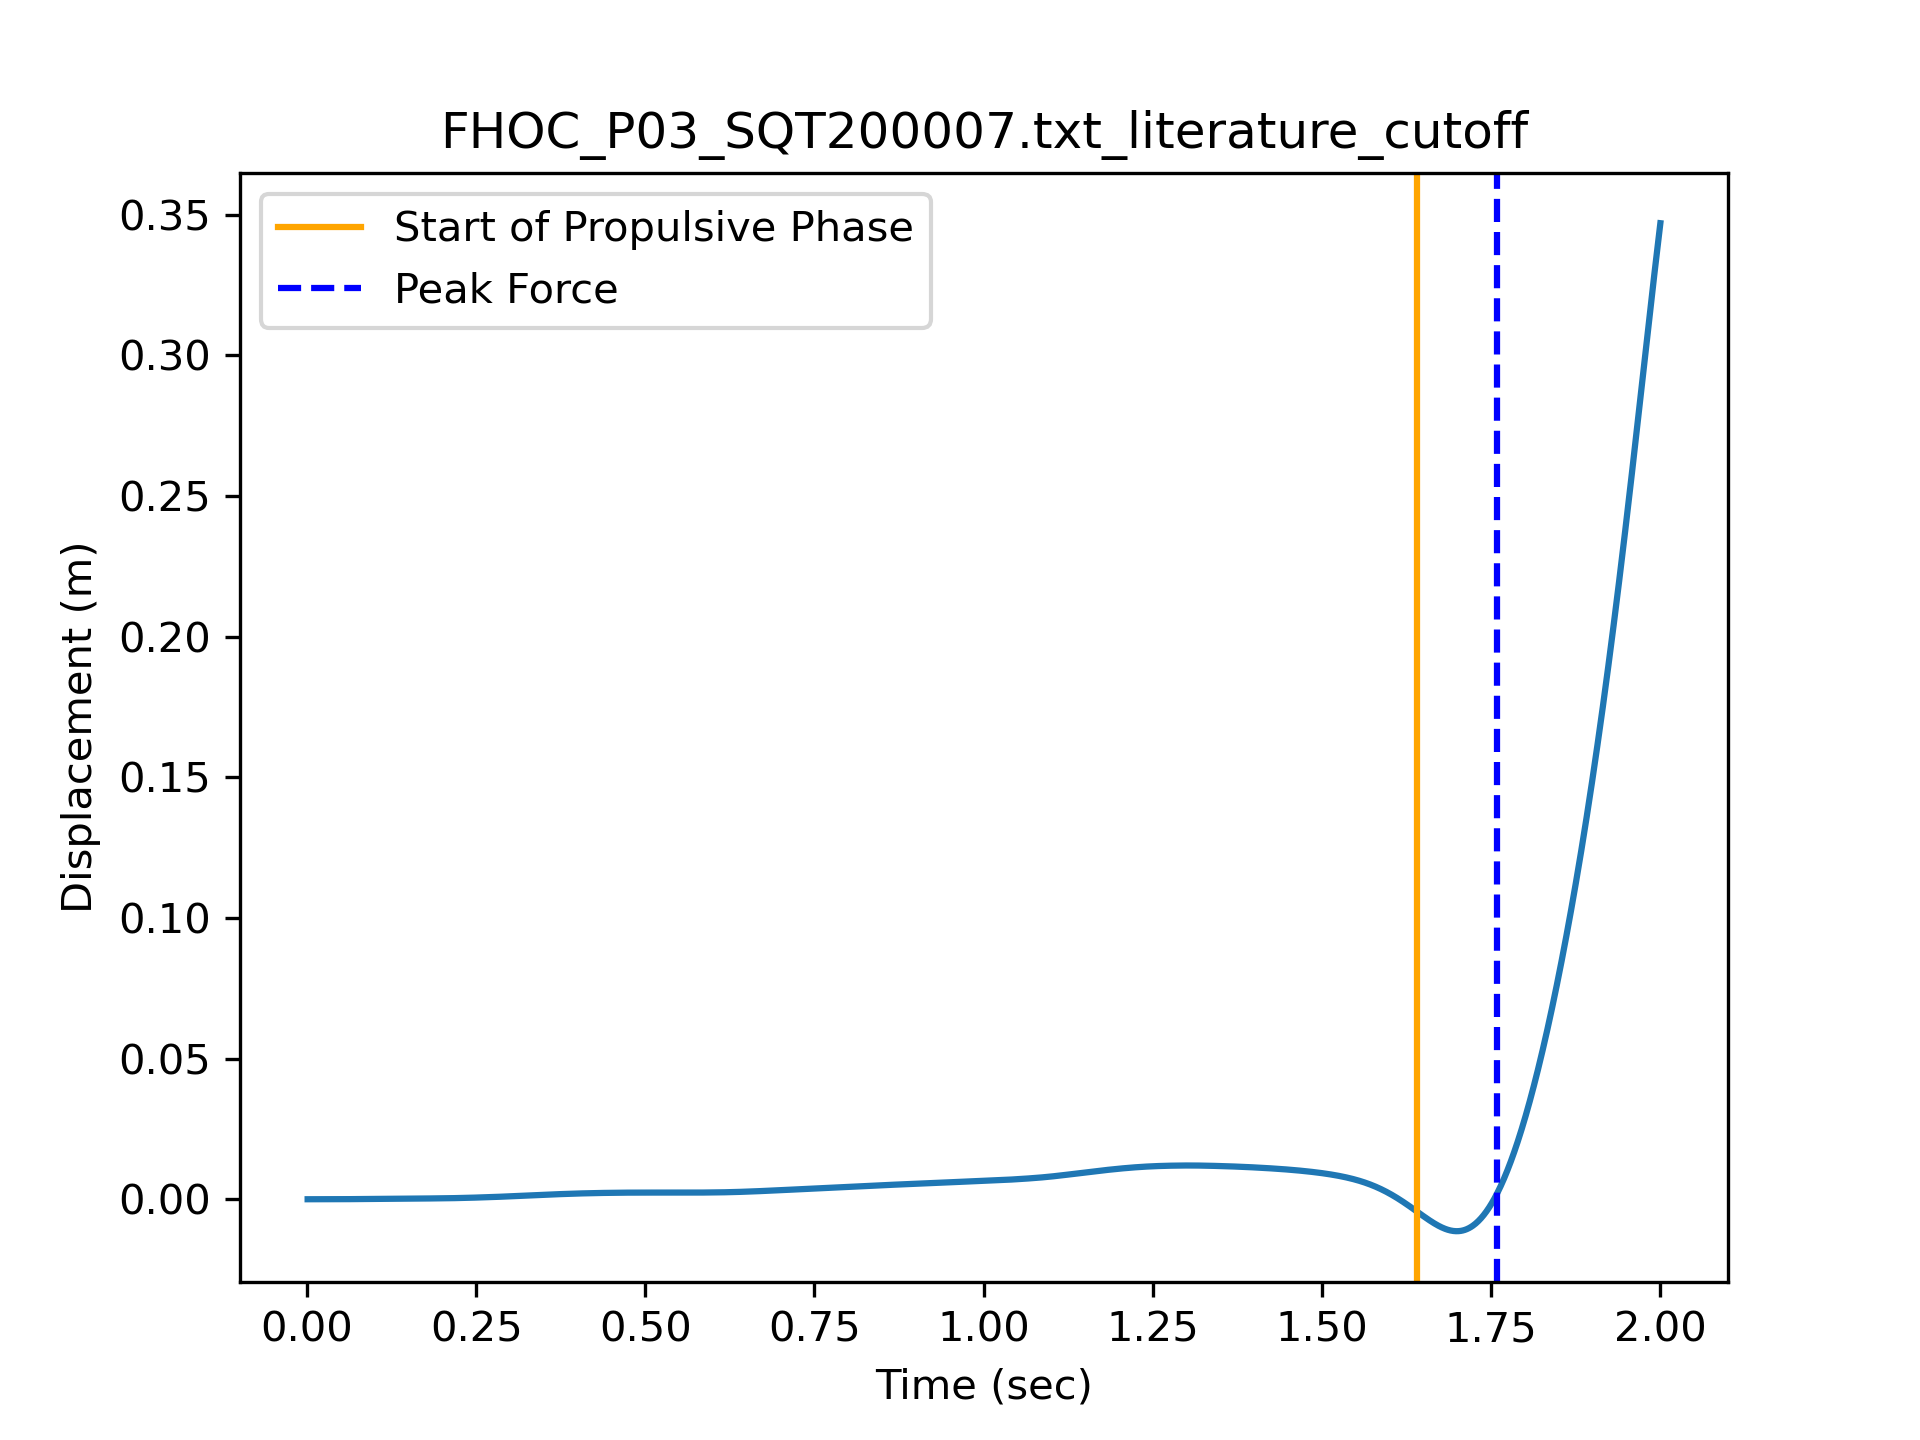 FHOC_P03_SQT200007.txt_literature_cutoff
Start of Propulsive Phase
Peak Force
0.35
0.30
0.25
0.20
0.15
0.10
0.05
0.00
Displacement (m)
0.00 0.25 0.50 0.75 1.00 1.25 1.50 1.75 2.00
Time (sec)